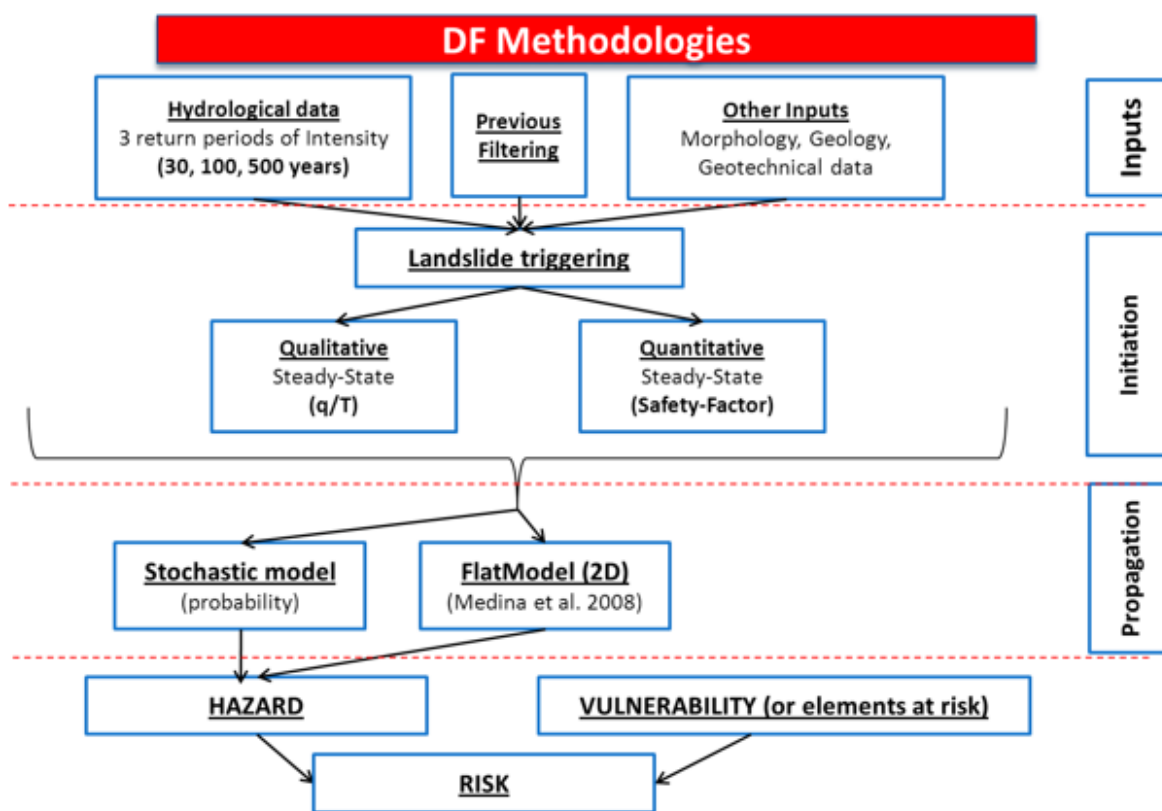 DF Methodologies
Hydrological data
3 return periods of Intensity
(30, 100, 500 years)
Previous
Filtering
Other Inputs
Morphology, Geology,
Geotechnical data
Inputs
Landslide triggering
Qualitative
Steady-State
(q/T)
Quantitative
Steady-State
(Safety-Factor)
Initiation
Stochastic model
(probability)
FlatModel (2D)
(Medina et al. 2008)
Propagation
HAZARD
VULNERABILITY (or elements at risk)
RISK